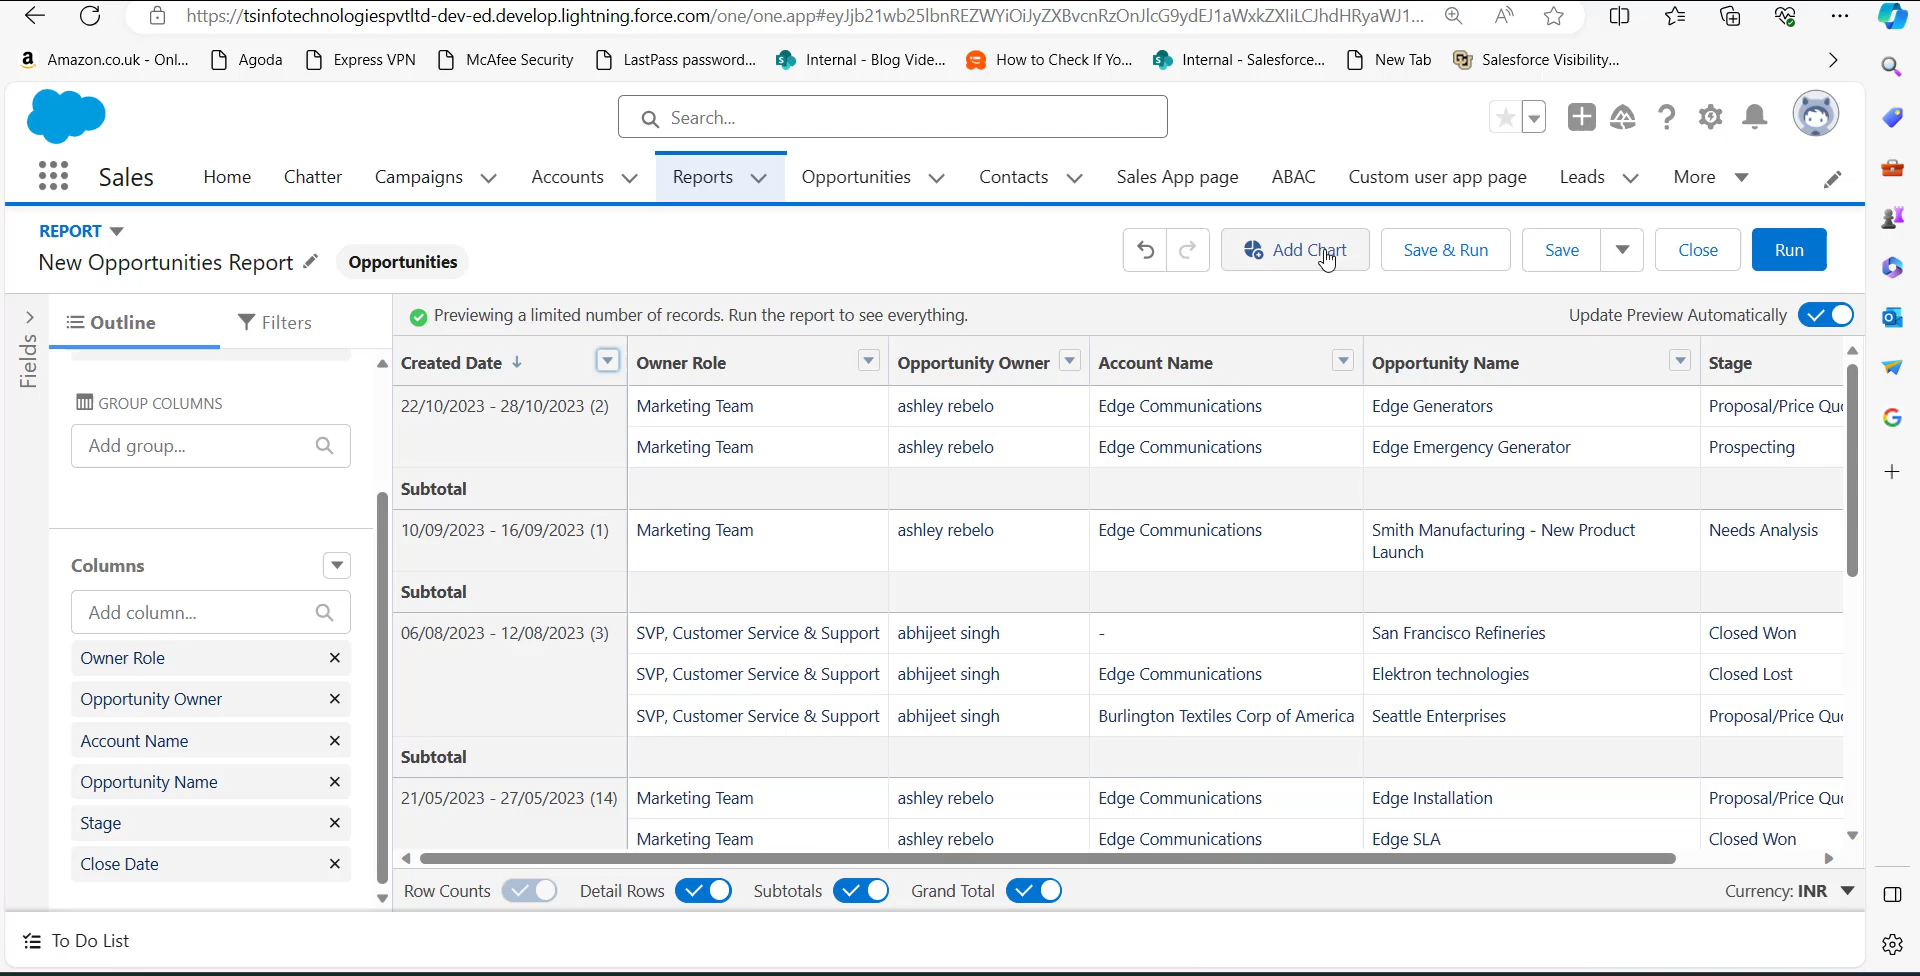 https://tsinfotechnologiespvtltd-dev-ed.develop.lightning.force.com/one/one.app#eyJjb21wb25lbnREZWYiOiJyZXBvcnRzOnJlcG9ydEJ1aWxkZXIiLCJhdHRyaWJ1...
Amazon.co.uk - Onl... Agoda Express VPN McAfee Security LastPass password... Internal - Blog Vide... How to Check If Yo... Internal - Salesforce... New Tab Salesforce Visibility...
Search...
Sales Home Chatter Campaigns Accounts Reports Opportunities Contacts Sales App page ABAC Custom user app page Leads More
REPORT
New Opportunities Report Opportunities
Add Chart Save & Run Save Close Run
Fields
Outline Filters
GROUP COLUMNS
Add group...
Columns
Add column...
Owner Role
Opportunity Owner
Account Name
Opportunity Name
Stage
Close Date
Previewing a limited number of records. Run the report to see everything. Update Preview Automatically
Created Date Owner Role Opportunity Owner Account Name Opportunity Name Stage
22/10/2023 - 28/10/2023 (2) Marketing Team ashley rebelo Edge Communications Edge Generators Proposal/Price Qu
Marketing Team ashley rebelo Edge Communications Edge Emergency Generator Prospecting
Subtotal
10/09/2023 - 16/09/2023 (1) Marketing Team ashley rebelo Edge Communications Smith Manufacturing - New Product Needs Analysis
Launch
Subtotal
06/08/2023 - 12/08/2023 (3) SVP, Customer Service & Support abhijeet singh - San Francisco Refineries Closed Won
SVP, Customer Service & Support abhijeet singh Edge Communications Elektron technologies Closed Lost
SVP, Customer Service & Support abhijeet singh Burlington Textiles Corp of America Seattle Enterprises Proposal/Price Qu
Subtotal
21/05/2023 - 27/05/2023 (14) Marketing Team ashley rebelo Edge Communications Edge Installation Proposal/Price Qu
Marketing Team ashley rebelo Edge Communications Edge SLA Closed Won
Row Counts Detail Rows Subtotals Grand Total Currency: INR
To Do List